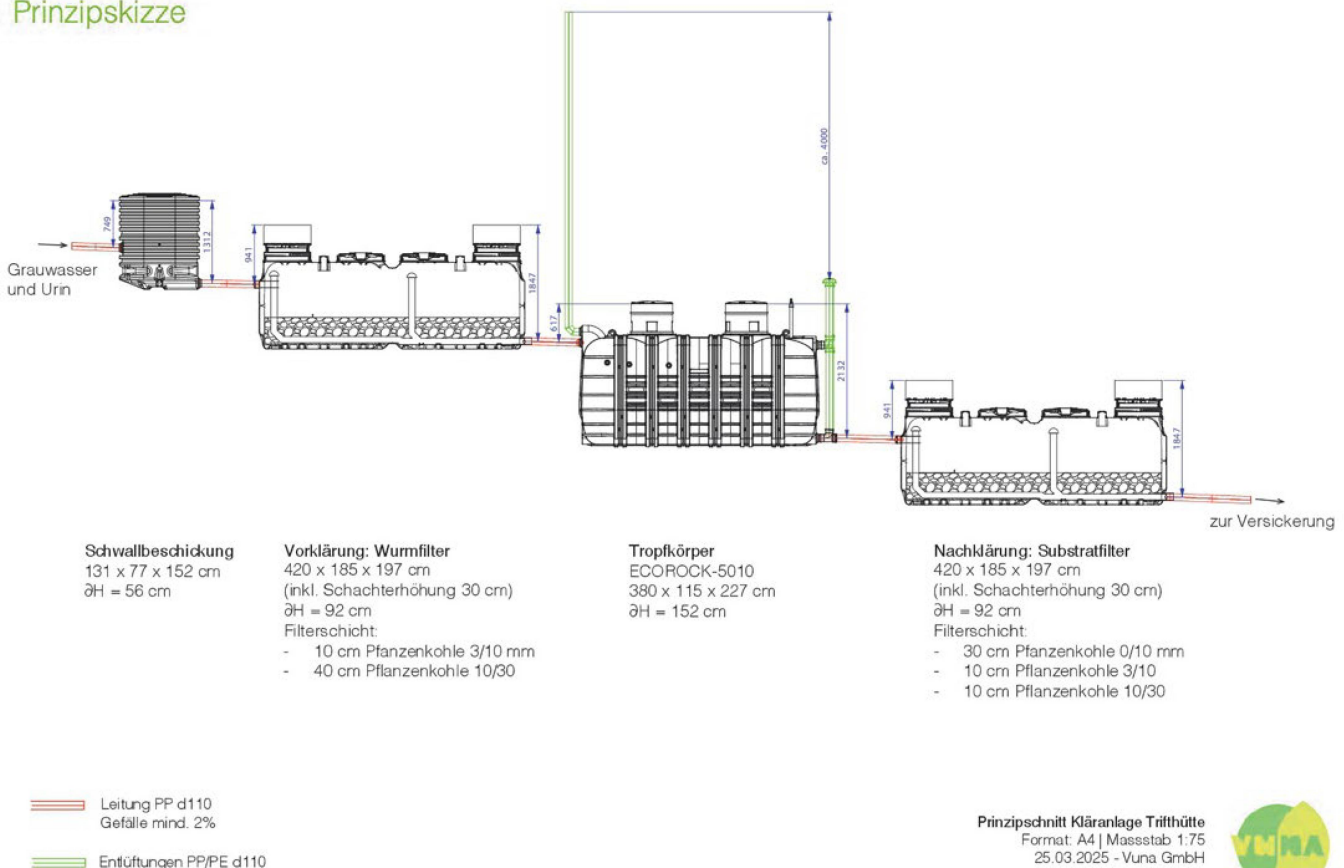 Prinzipskizze
ca. 4000
749
1312
941
1847
617
2132
941
1847
Grauwasser
und Urin
zur Versickerung
Schwallbeschickung
131 x 77 x 152 cm
∂H = 56 cm
Vorklärung: Wurmfilter
420 x 185 x 197 cm
(inkl. Schachterhöhung 30 cm)
∂H = 92 cm
Filterschicht:
- 10 cm Pfanzenkohle 3/10 mm
- 40 cm Pflanzenkohle 10/30
Tropfkörper
ECOROCK-5010
380 x 115 x 227 cm
∂H = 152 cm
Nachklärung: Substratfilter
420 x 185 x 197 cm
(inkl. Schachterhöhung 30 cm)
∂H = 92 cm
Filterschicht:
- 30 cm Pfanzenkohle 0/10 mm
- 10 cm Pflanzenkohle 3/10
- 10 cm Pflanzenkohle 10/30
Leitung PP d110
Gefälle mind. 2%
Entlüftungen PP/PE d110
Prinzipschnitt Kläranlage Trifthütte
Format: A4 | Massstab 1:75
25.03.2025 - Vuna GmbH
VUNA